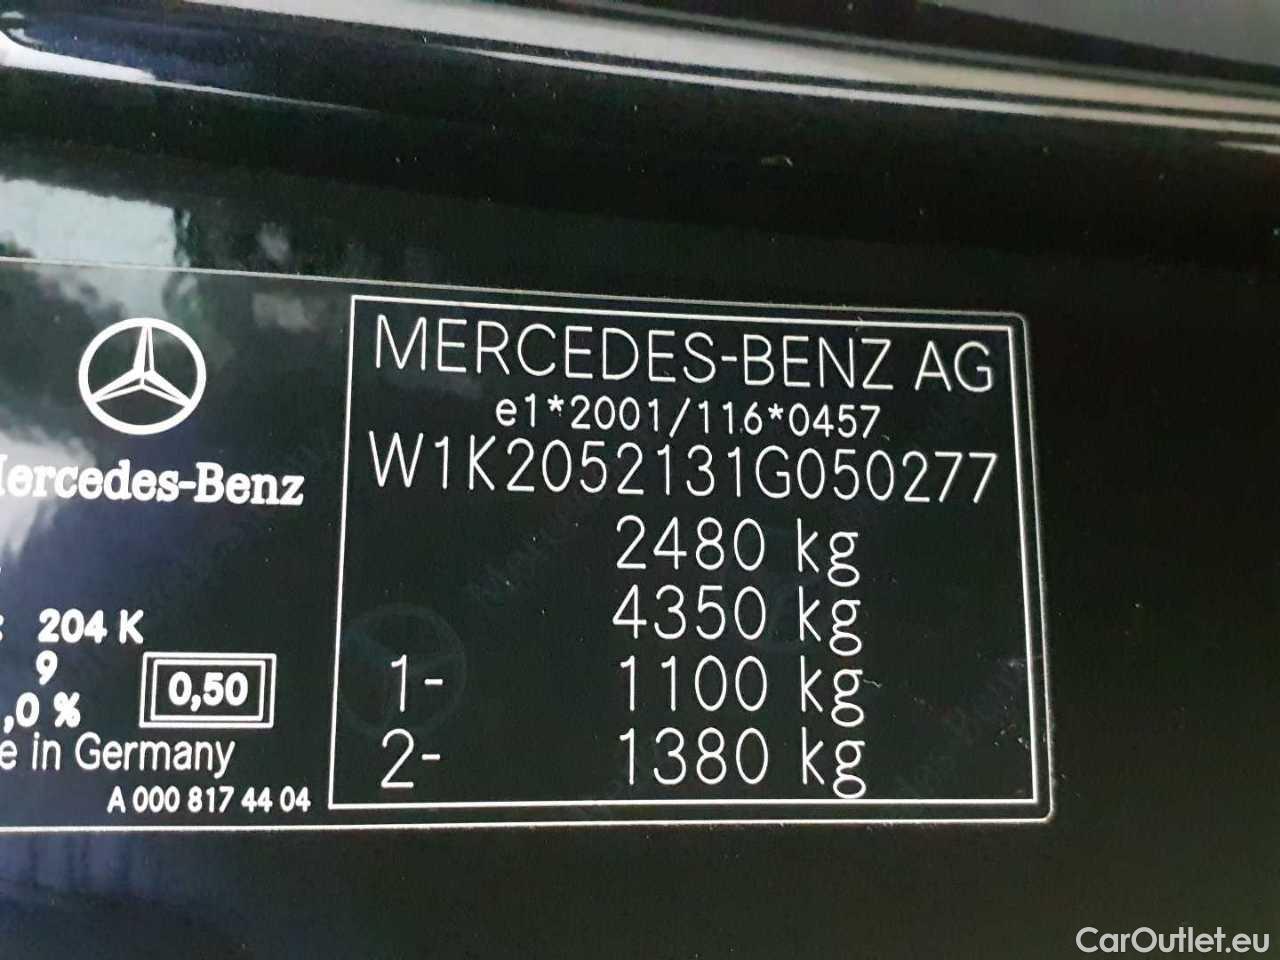 Mercedes-Benz
204 K
9
,0 %
0,50
in Germany
A 000 817 44 04
MERCEDES-BENZ AG
e1*2001/116*0457
W1K2052131G050277
2480 kg
4350 kg
1- 1100 kg
2- 1380 kg
CarOutlet.eu